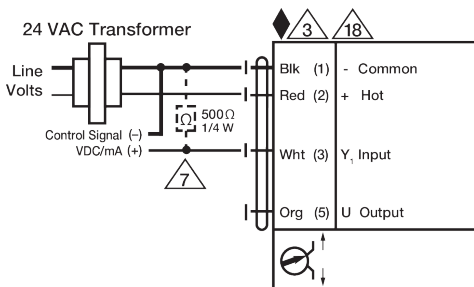 24 VAC Transformer
3 18
Line
Volts
Blk (1) - Common
Red (2) + Hot
Ω 500Ω
1/4 W
Control Signal (–)
VDC/mA (+)
Wht (3) Y1 Input
7
Org (5) U Output